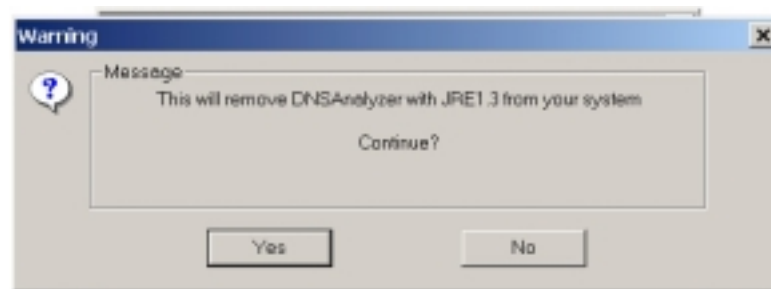 Warning
Message
This will remove DNSAnalyzer with JRE1.3 from your system
Continue?
Yes
No